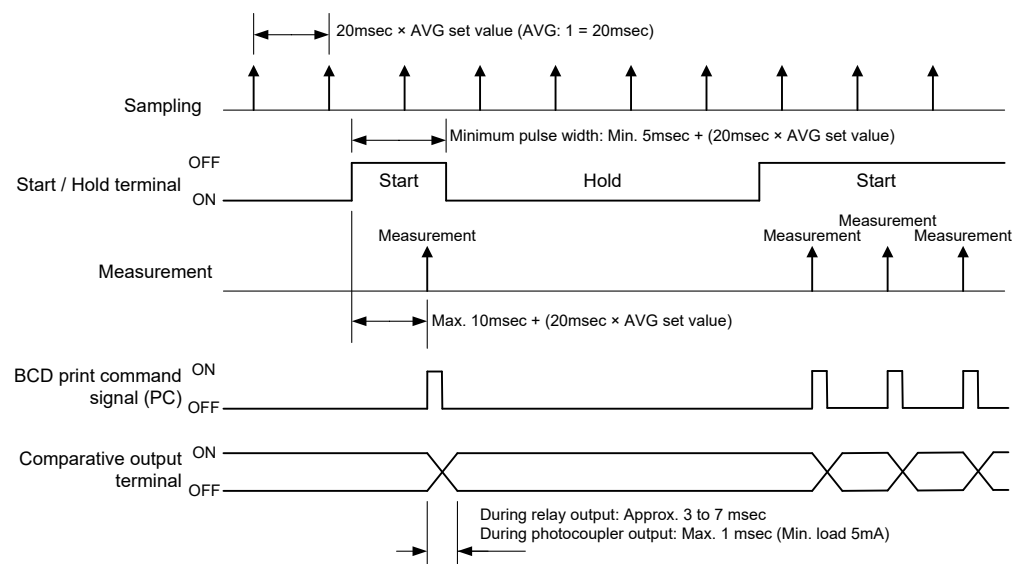 20msec × AVG set value (AVG: 1 = 20msec)
Sampling
Minimum pulse width: Min. 5msec + (20msec × AVG set value)
OFF
Start / Hold terminal
ON
Start
Hold
Start
Measurement
Measurement
Measurement
Measurement
Measurement
Max. 10msec + (20msec × AVG set value)
BCD print command
signal (PC)
ON
OFF
Comparative output
terminal
ON
OFF
During relay output: Approx. 3 to 7 msec
During photocoupler output: Max. 1 msec (Min. load 5mA)